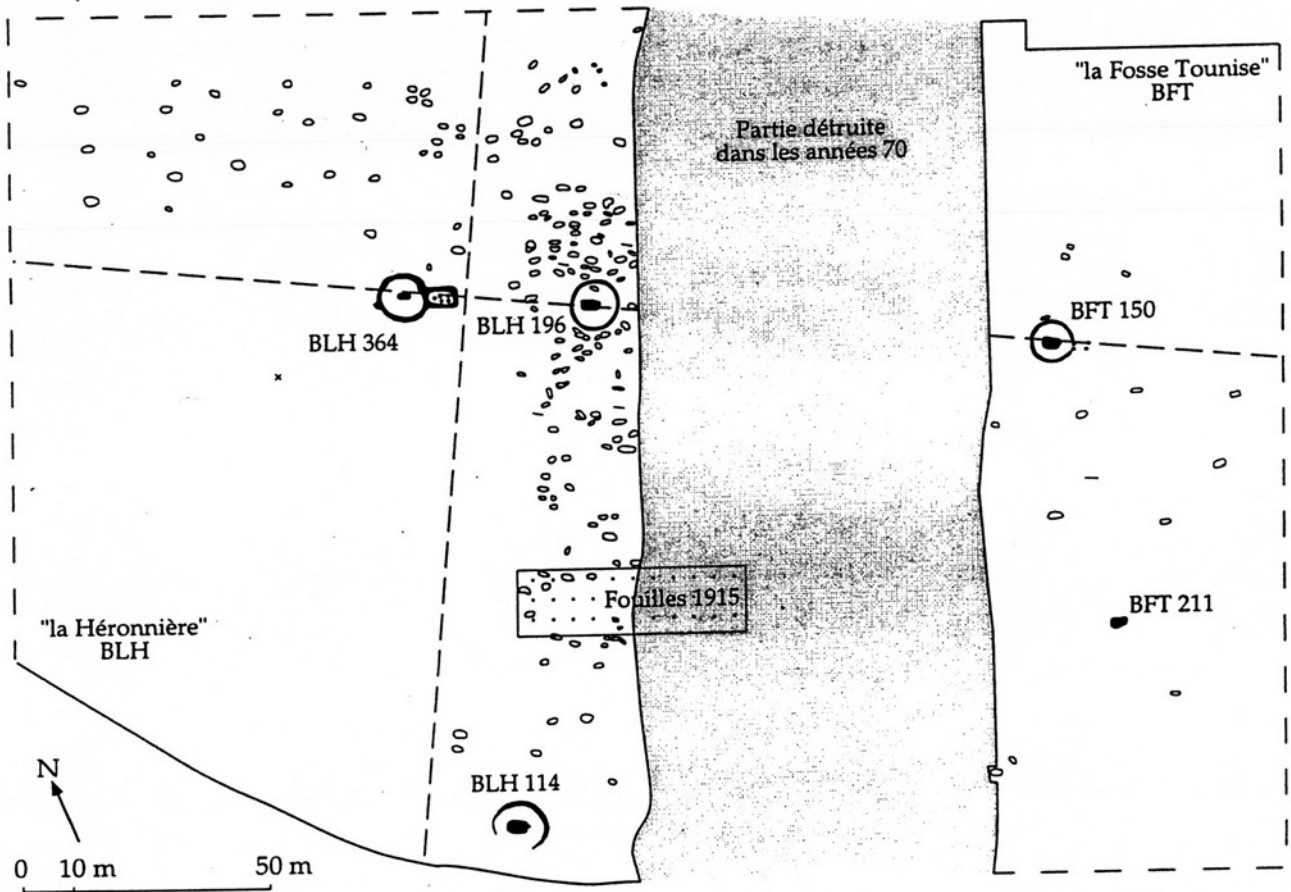 "la Fosse Tounise"
BFT
Partie détruite
dans les années 70
BLH 364
BLH 196
BFT 150
Fouilles 1915
BFT 211
"la Héronnière"
BLH
BLH 114
N
0 10 m 50 m